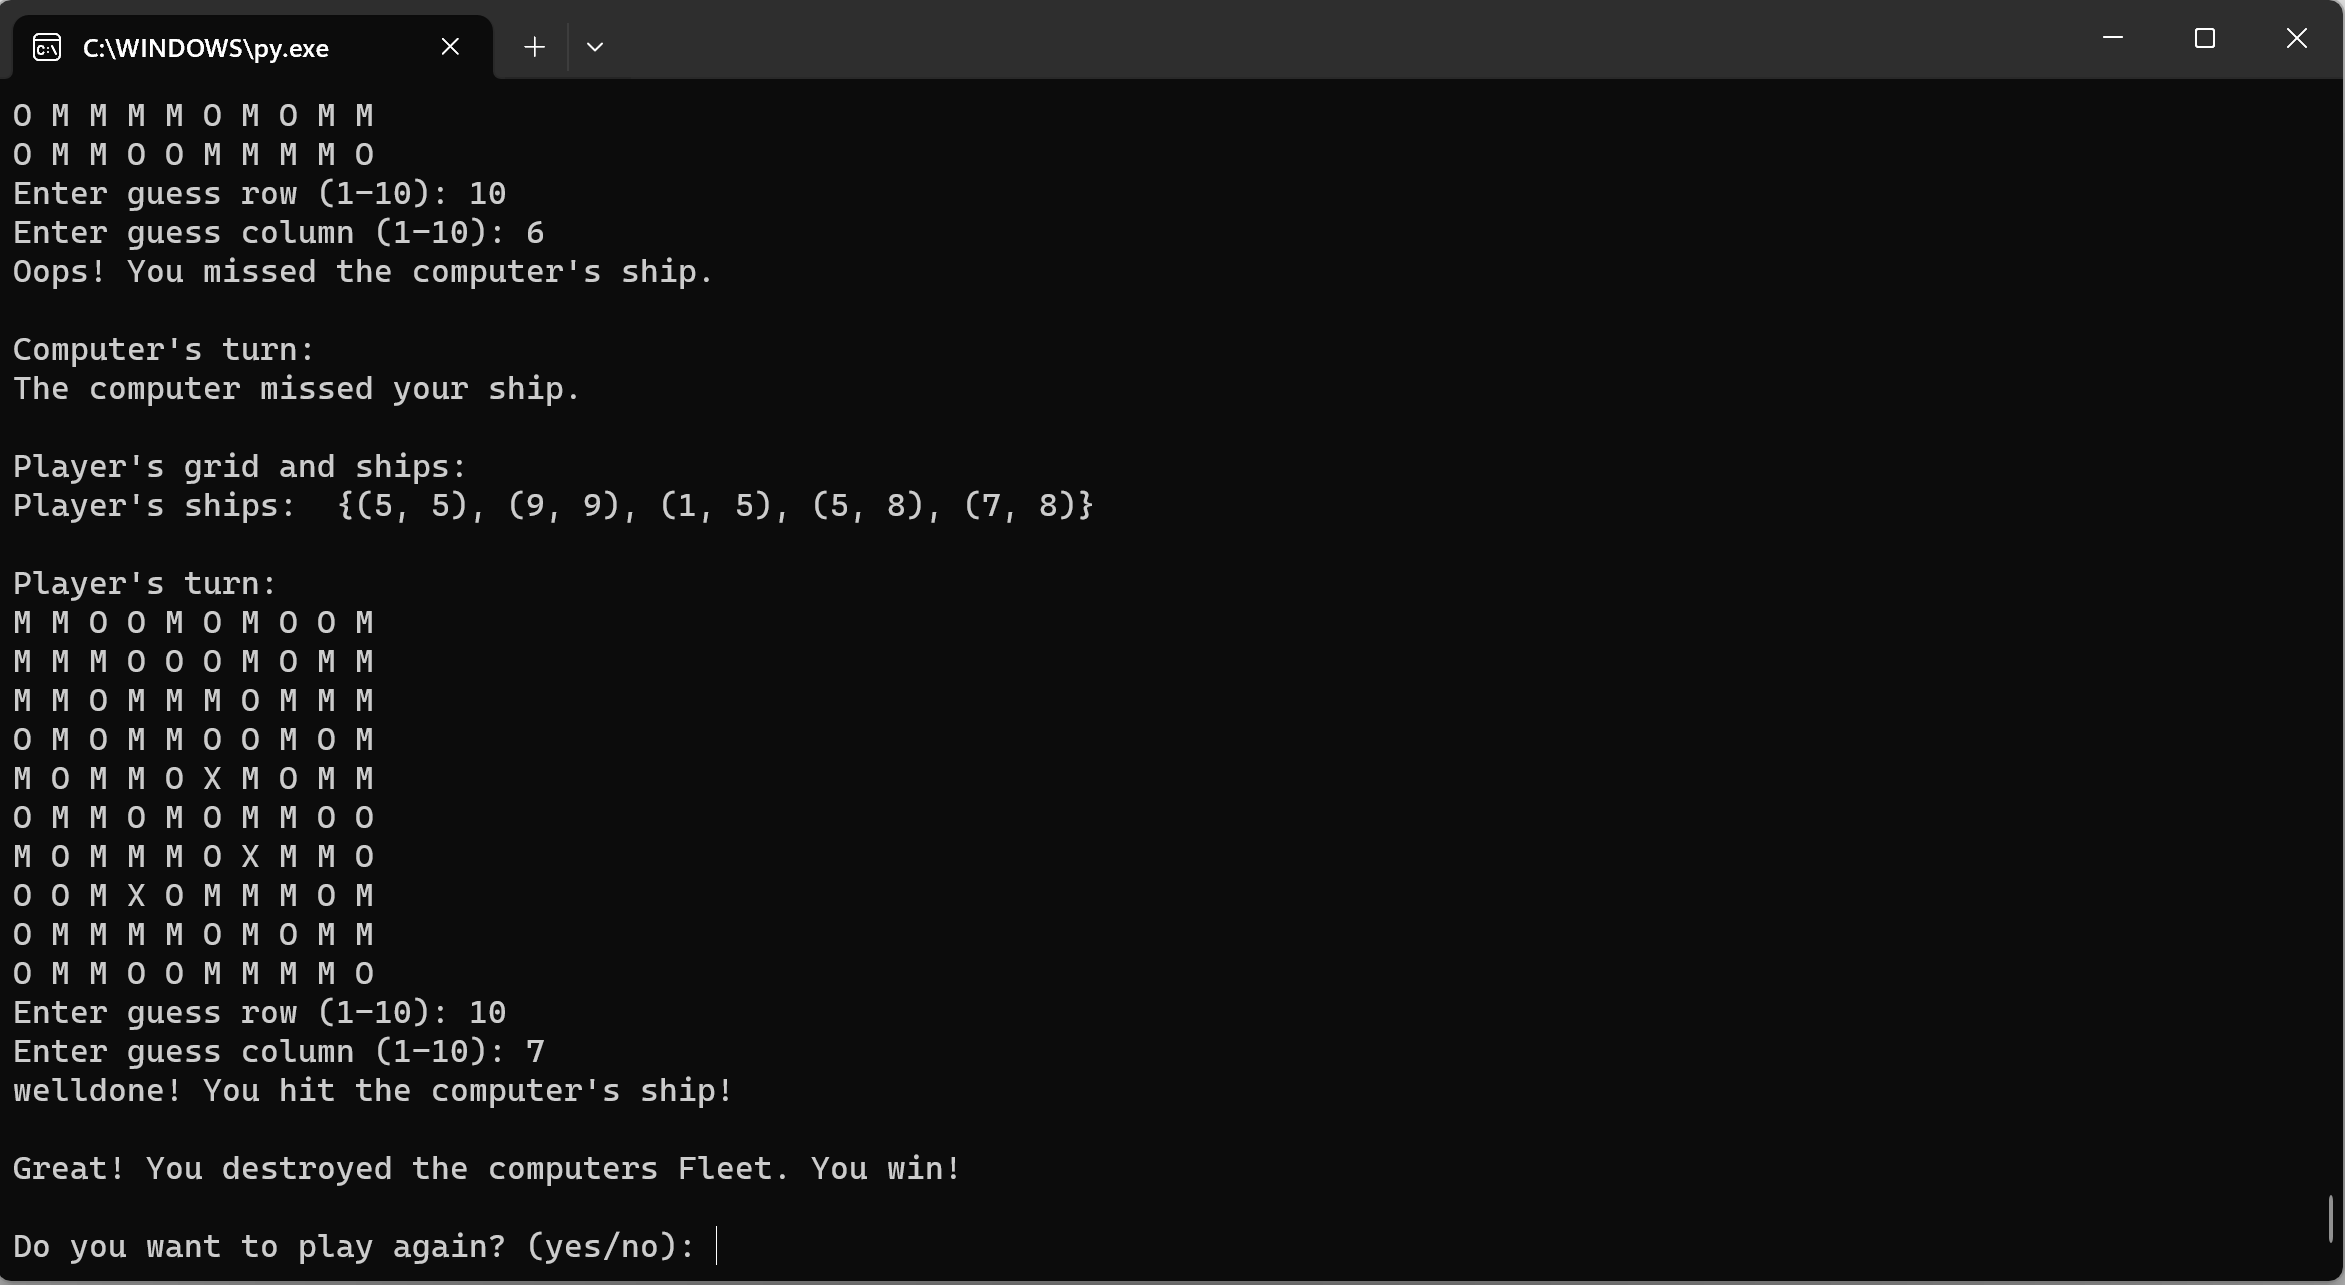 C:\WINDOWS\py.exe
O M M M M O M O M M
O M M O O M M M M O
Enter guess row (1-10): 10
Enter guess column (1-10): 6
Oops! You missed the computer's ship.
Computer's turn:
The computer missed your ship.
Player's grid and ships:
Player's ships:  {(5, 5), (9, 9), (1, 5), (5, 8), (7, 8)}
Player's turn:
M M O O M O M O O M
M M M O O O M O M M
M M O M M M O M M M
O M O M M O O M O M
M O M M O X M O M M
O M M O M O M M O O
M O M M M O X M M O
O O M X O M M M O M
O M M M M O M O M M
O M M O O M M M M O
Enter guess row (1-10): 10
Enter guess column (1-10): 7
welldone! You hit the computer's ship!
Great! You destroyed the computers Fleet. You win!
Do you want to play again? (yes/no):